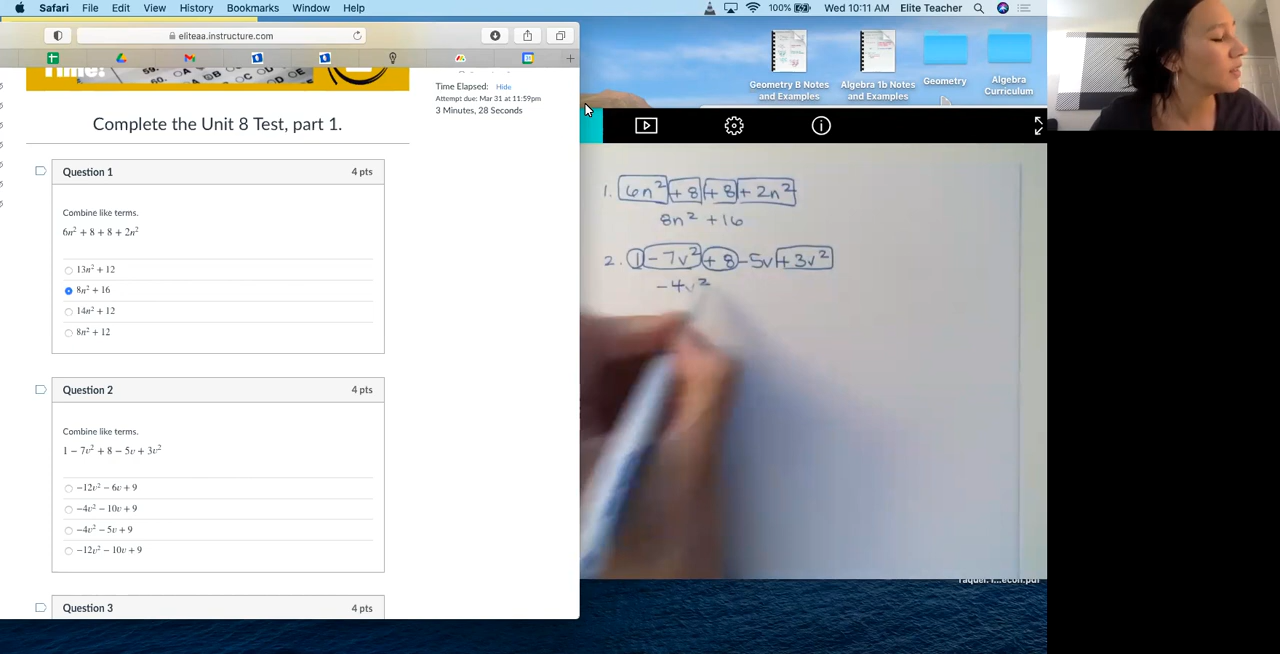 Safari File Edit View History Bookmarks Window Help
100% Wed 10:11 AM Elite Teacher
eliteaa.instructure.com
Time!
Complete the Unit 8 Test, part 1.
Question 1 4 pts
Combine like terms.
6n² + 8 + 8 + 2n²
13n² + 12
8n² + 16
14n² + 12
8n² + 12
Question 2 4 pts
Combine like terms.
1 − 7v² + 8 − 5v + 3v²
−12v² − 6v + 9
−4v² − 10v + 9
−4v² − 5v + 9
−12v² − 10v + 9
Question 3 4 pts
Time Elapsed: Hide
Attempt due: Mar 31 at 11:59pm
3 Minutes, 28 Seconds
Geometry B Notes and Examples
Algebra 1b Notes and Examples
Geometry
Algebra Curriculum
1. 6n² + 8 + 8 + 2n²
8n² + 16
2. 1 − 7v² + 8 − 5v + 3v²
−4v²